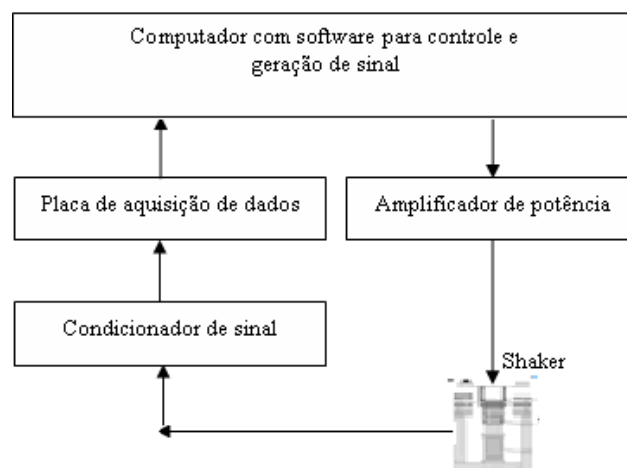 Computador com software para controle e
geração de sinal
Placa de aquisição de dados
Amplificador de potência
Condicionador de sinal
Shaker